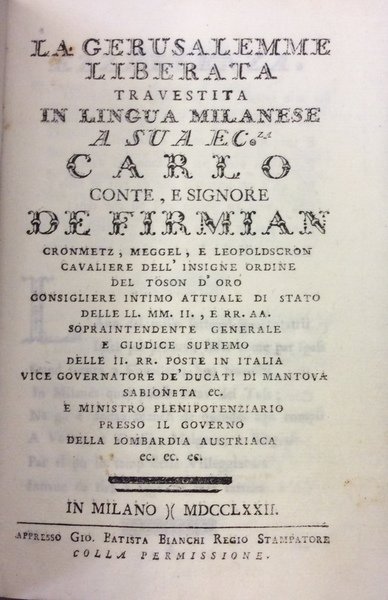 LA GERUSALEMME
LIBERATA
TRAVESTITA
IN LINGUA MILANESE
A SUA EC.ZA
CARLO
CONTE, E SIGNORE
DE FIRMIAN
CRONMETZ, MEGGEL, E LEOPOLDSCRON
CAVALIERE DELL' INSIGNE ORDINE
DEL TOSON D' ORO
CONSIGLIERE INTIMO ATTUALE DI STATO
DELLE LL. MM. II., E RR. AA.
SOPRAINTENDENTE GENERALE
E GIUDICE SUPREMO
DELLE II. RR. POSTE IN ITALIA
VICE GOVERNATORE DE' DUCATI DI MANTOVA
SABIONETA EC.
E MINISTRO PLENIPOTENZIARIO
PRESSO IL GOVERNO
DELLA LOMBARDIA AUSTRIACA
EC. EC. EC.
IN MILANO )( MDCCLXXII.
APPRESSO GIO. BATISTA BIANCHI REGIO STAMPATORE
COLLA PERMISSIONE.